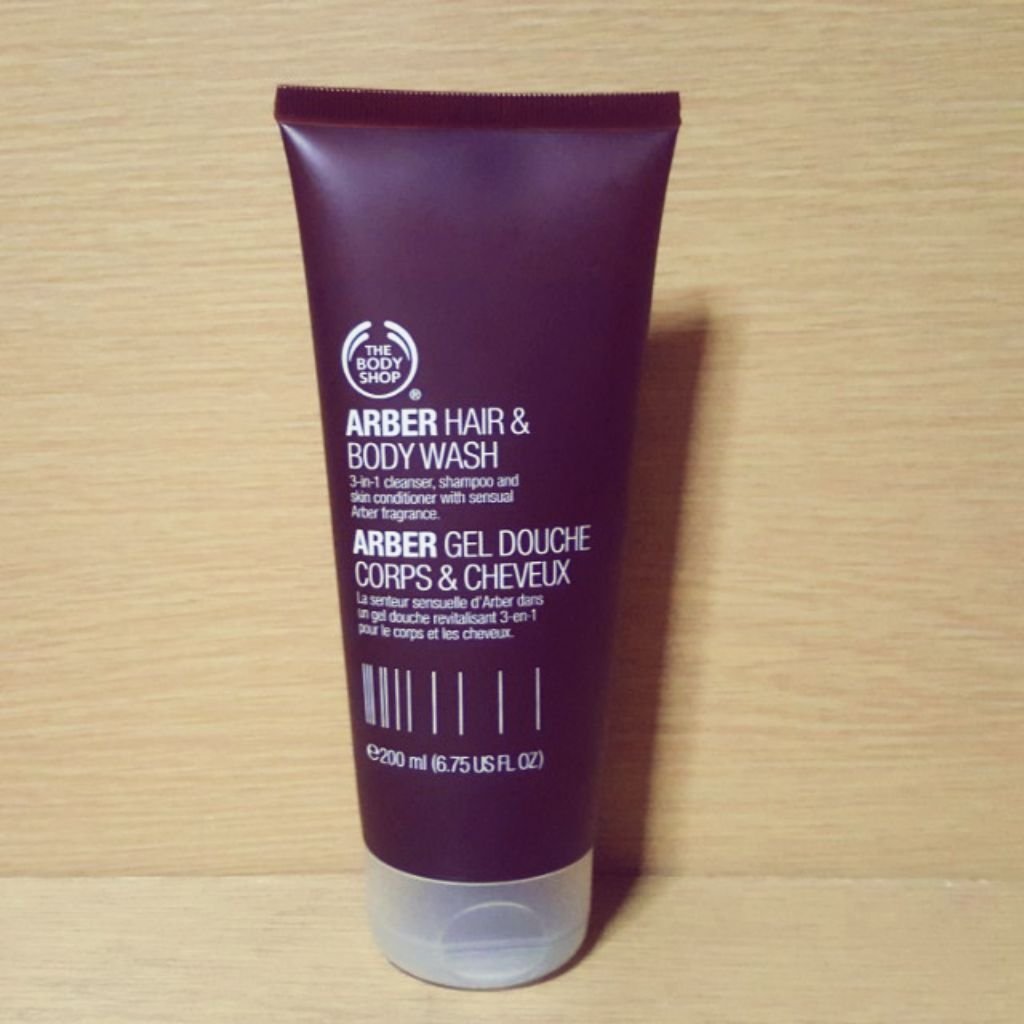 THE
BODY
SHOP
®
ARBER HAIR &
BODY WASH
3-in-1 cleanser, shampoo and
skin conditioner with sensual
Arber fragrance.
ARBER GEL DOUCHE
CORPS & CHEVEUX
La senteur sensuelle d'Arber dans
un gel douche revitalisant 3-en-1
pour le corps et les cheveux.
℮200 ml (6.75 US FL OZ)